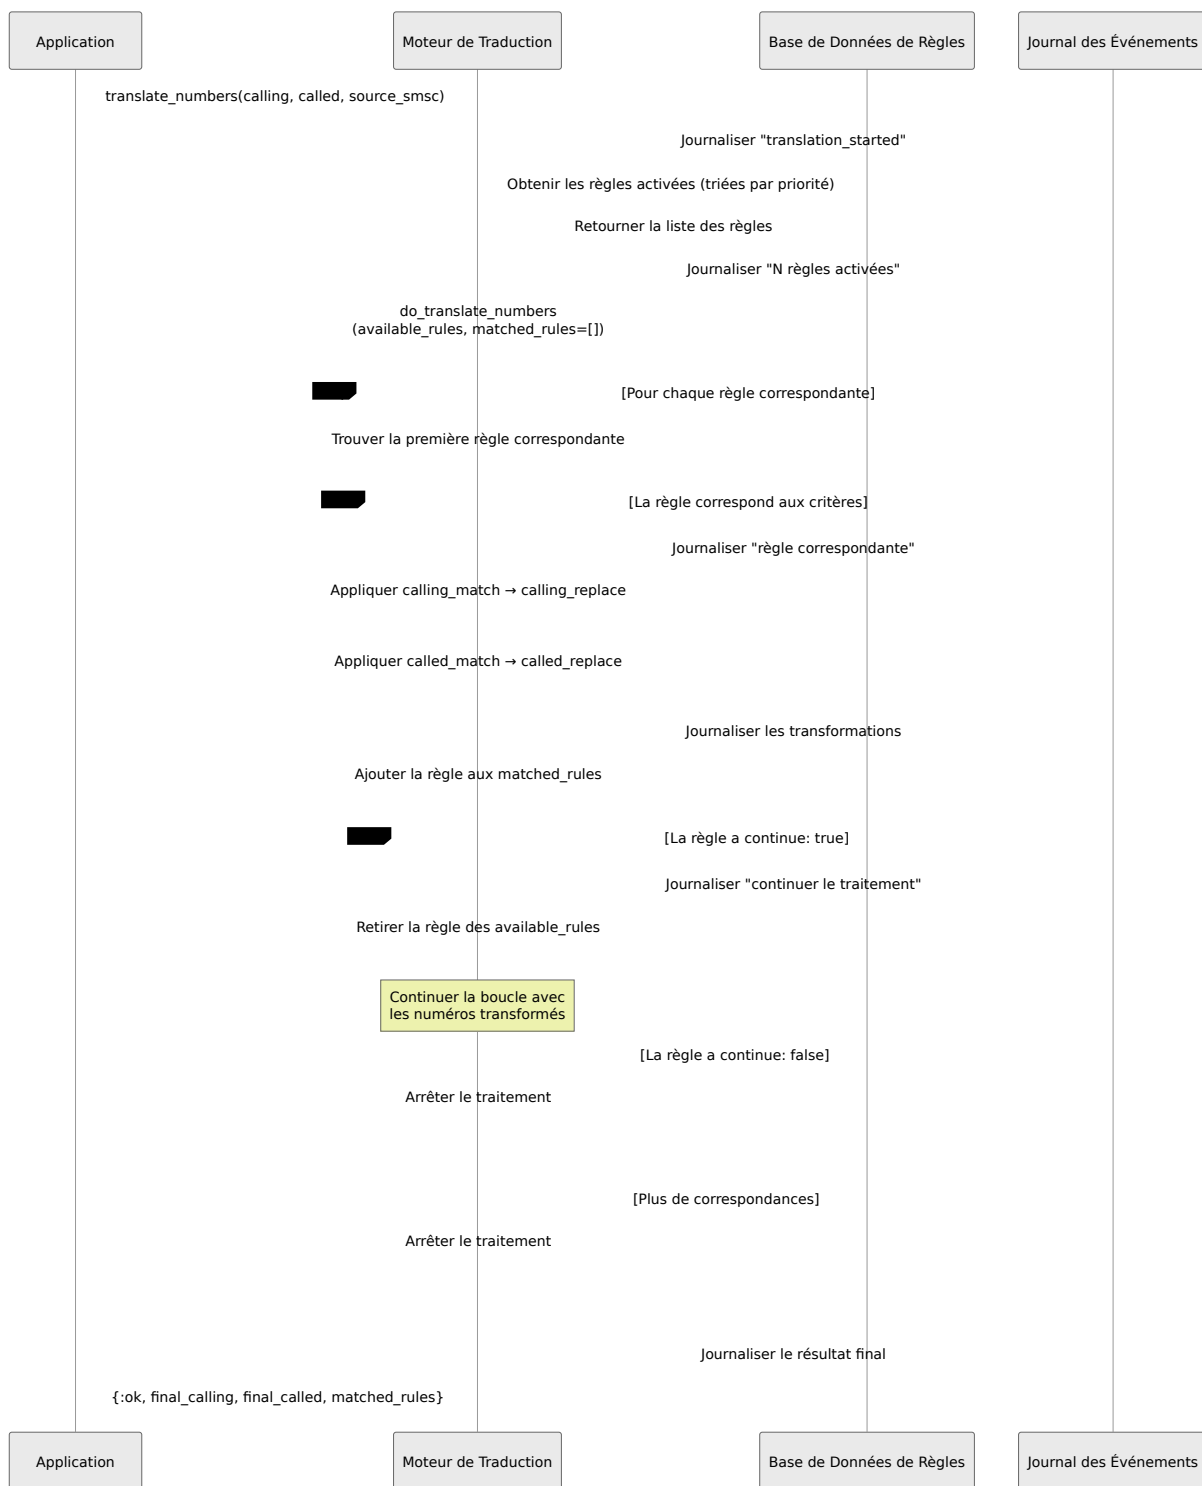 Application
Moteur de Traduction
Base de Données de Règles
Journal des Événements
translate_numbers(calling, called, source_smsc)
Journaliser "translation_started"
Obtenir les règles activées (triées par priorité)
Retourner la liste des règles
Journaliser "N règles activées"
do_translate_numbers
(available_rules, matched_rules=[])
[Pour chaque règle correspondante]
Trouver la première règle correspondante
[La règle correspond aux critères]
Journaliser "règle correspondante"
Appliquer calling_match → calling_replace
Appliquer called_match → called_replace
Journaliser les transformations
Ajouter la règle aux matched_rules
[La règle a continue: true]
Journaliser "continuer le traitement"
Retirer la règle des available_rules
Continuer la boucle avec
les numéros transformés
[La règle a continue: false]
Arrêter le traitement
[Plus de correspondances]
Arrêter le traitement
Journaliser le résultat final
{:ok, final_calling, final_called, matched_rules}
Application
Moteur de Traduction
Base de Données de Règles
Journal des Événements